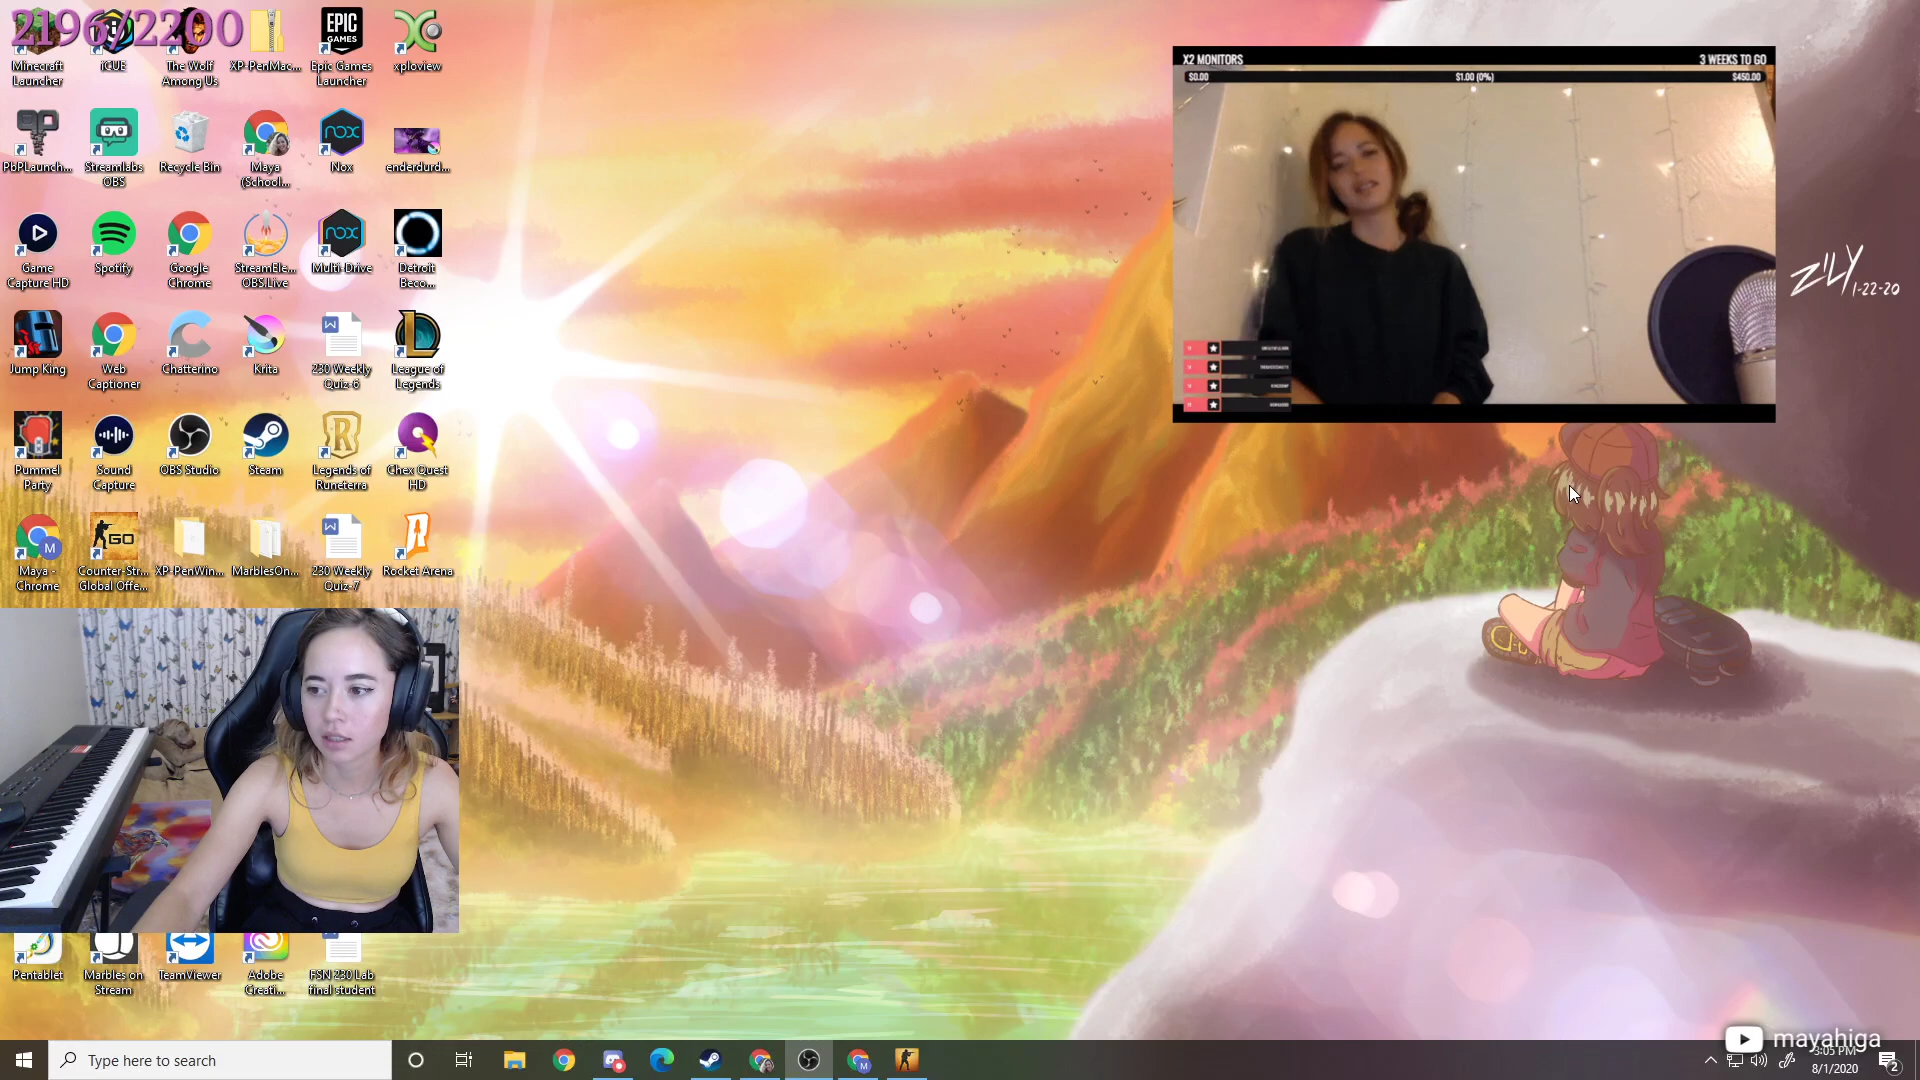 2196/2200
Minecraft Launcher
iCUE
The Wolf Among Us
XP-PenMac...
EPIC GAMES
Epic Games Launcher
xploview
PbPLaunch...
Streamlabs OBS
Recycle Bin
Maya (School...
nox
Nox
enderdurd...
Game Capture HD
Spotify
Google Chrome
StreamEle... OBS.Live
nox
Multi-Drive
Detroit Beco...
Jump King
Web Captioner
Chatterino
Krita
W
230 Weekly Quiz-6
L
League of Legends
Pummel Party
Sound Capture
OBS Studio
Steam
R
Legends of Runeterra
Chex Quest HD
M
Maya - Chrome
GO
Counter-Str... Global Offe...
XP-PenWin...
MarblesOn...
W
230 Weekly Quiz-7
Rocket Arena
Pentablet
Marbles on Stream
TeamViewer
Adobe Creati...
FSN 230 Lab final student
X2 MONITORS
3 WEEKS TO GO
$0.00
$1.00 (0%)
$450.00
ZILY
1-22-20
mayahiga
Type here to search
M
3:05 PM
8/1/2020
2